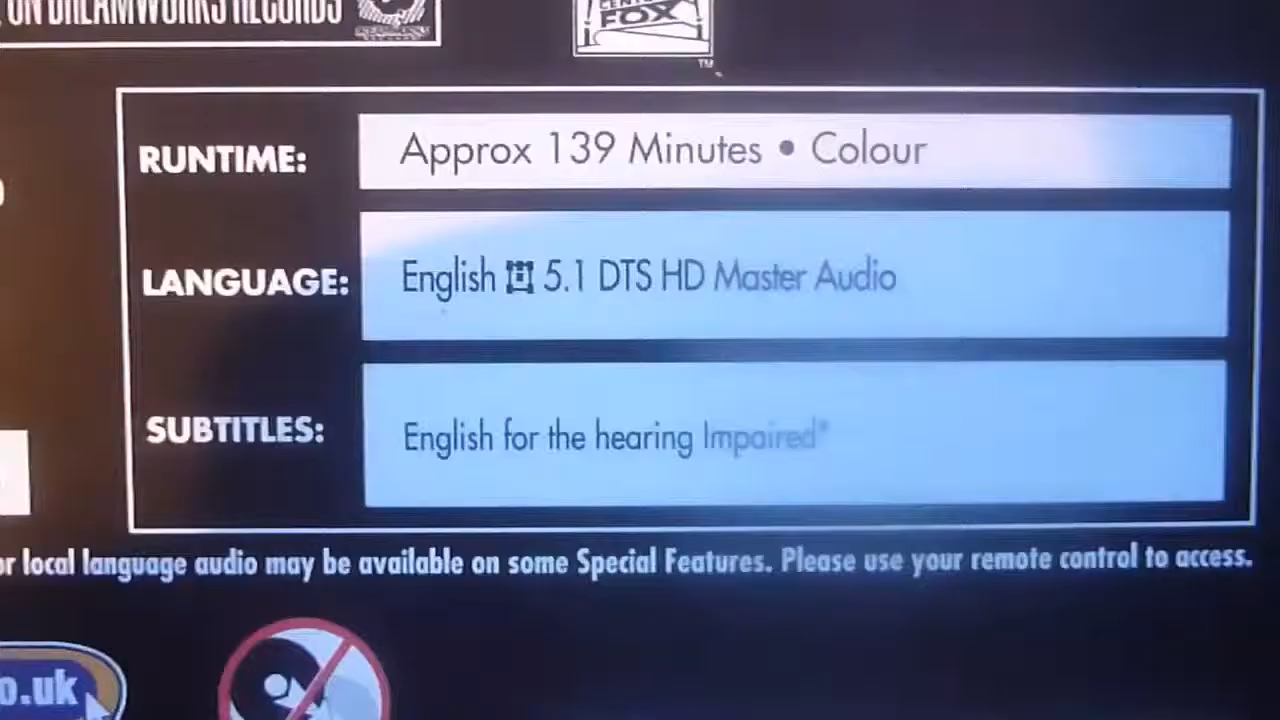 ON DREAMWORKS RECORDS
CENTURY
FOX
TM
RUNTIME: Approx 139 Minutes • Colour
LANGUAGE: English 5.1 DTS HD Master Audio
SUBTITLES: English for the hearing Impaired*
or local language audio may be available on some Special Features. Please use your remote control to access.
o.uk